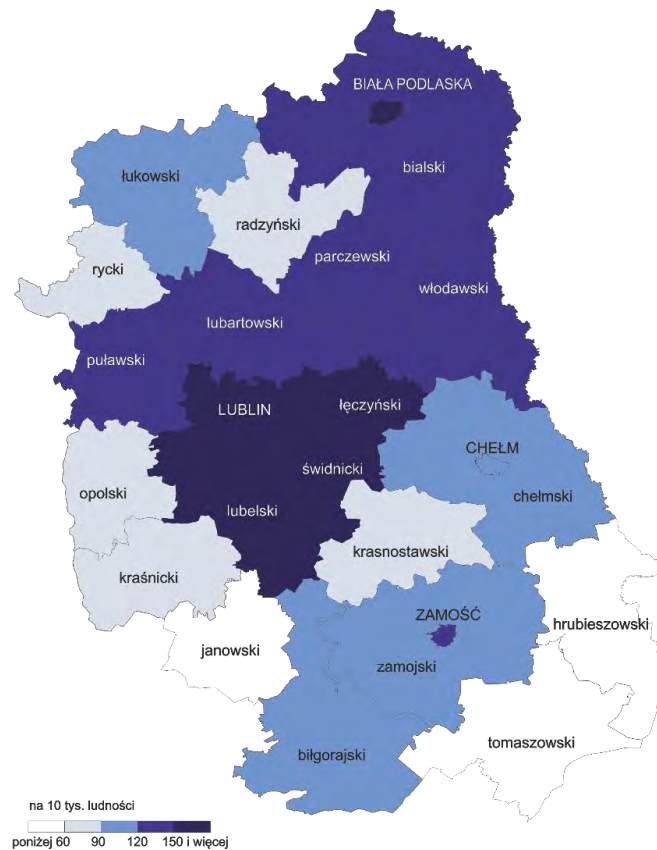 BIAŁA PODLASKA
bialski
łukowski
radzyński
parczewski
rycki
włodawski
lubartowski
puławski
LUBLIN
łęczyński
CHEŁM
świdnicki
opolski
chełmski
lubelski
krasnostawski
kraśnicki
ZAMOŚĆ
hrubieszowski
janowski
zamojski
tomaszowski
biłgorajski
na 10 tys. ludności
poniżej 60 90 120 150 i więcej